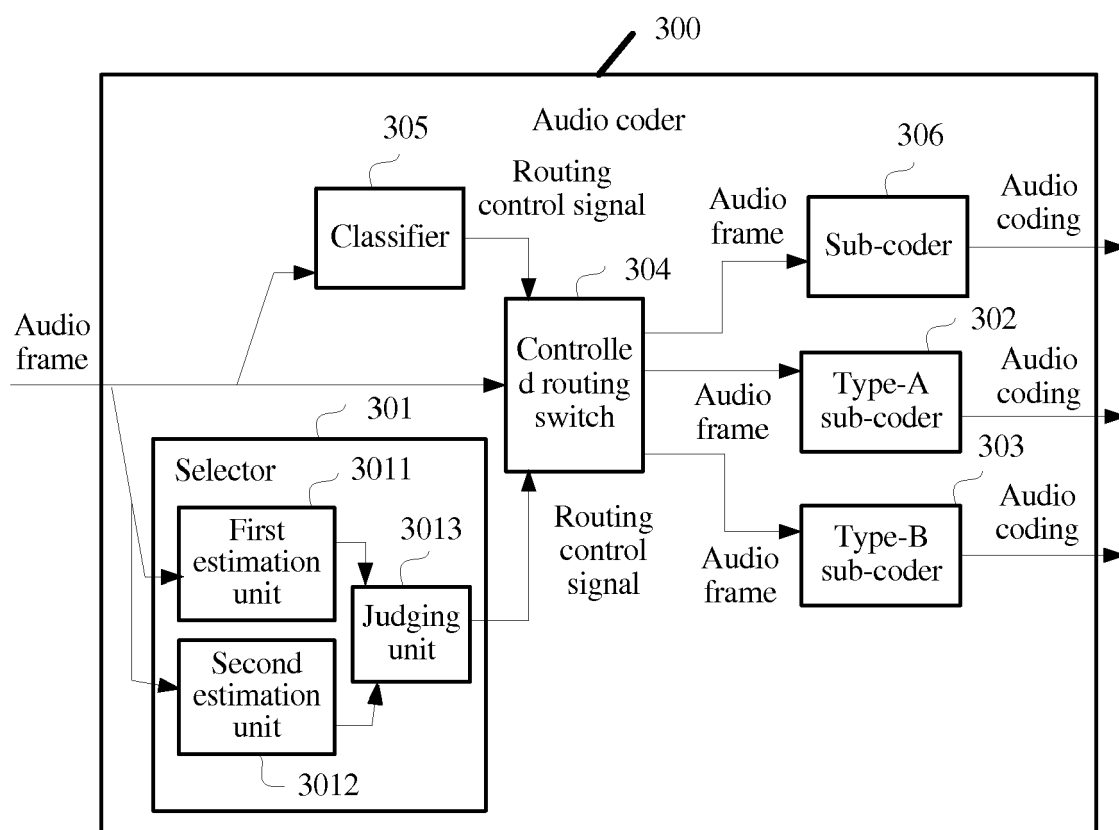 300
Audio coder
305
Routing
control signal
306
Audio
coding
Audio
frame
Classifier
Sub-coder
304
Audio
frame
302
Controlle
d routing
switch
Type-A
sub-coder
Audio
coding
Audio
frame
301
303
Selector
3011
First
estimation
unit
3013
Routing
control
signal
Type-B
sub-coder
Audio
coding
Audio
frame
Judging
unit
Second
estimation
unit
3012